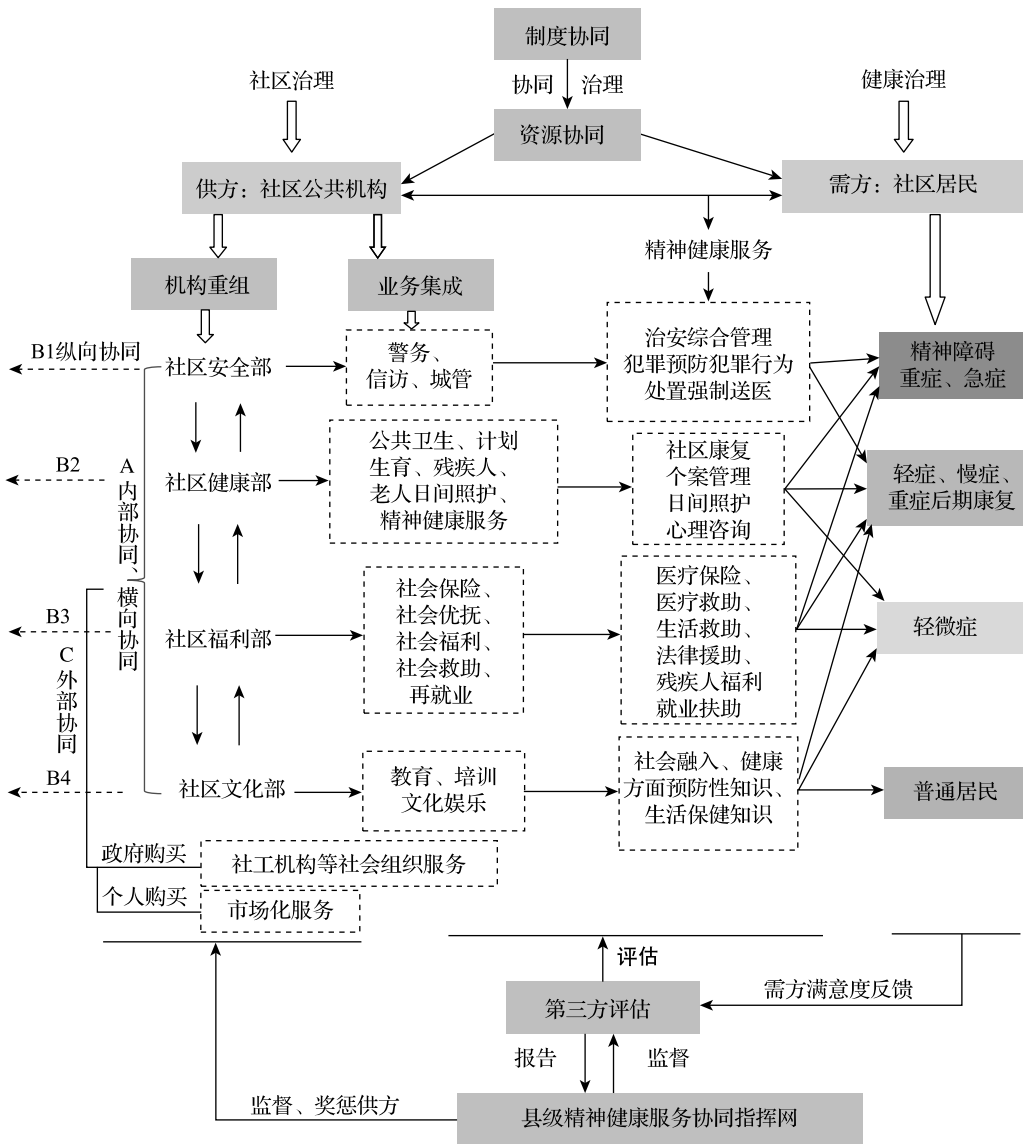 制度协同
社区治理
协同 治理
健康治理
资源协同
供方：社区公共机构
需方：社区居民
精神健康服务
机构重组
业务集成
B1纵向协同
社区安全部
警务、
信访、城管
治安综合管理
犯罪预防犯罪行为
处置强制送医
精神障碍
重症、急症
B2
A
内部协同、横向协同
社区健康部
公共卫生、计划
生育、残疾人、
老人日间照护、
精神健康服务
社区康复
个案管理
日间照护
心理咨询
轻症、慢症、
重症后期康复
B3
C
外部协同
社区福利部
社会保险、
社会优抚、
社会福利、
社会救助、
再就业
医疗保险、
医疗救助、
生活救助、
法律援助、
残疾人福利
就业扶助
轻微症
B4
社区文化部
教育、培训
文化娱乐
社会融入、健康
方面预防性知识、
生活保健知识
普通居民
政府购买
社工机构等社会组织服务
个人购买
市场化服务
评估
第三方评估
需方满意度反馈
报告
监督
监督、奖惩供方
县级精神健康服务协同指挥网